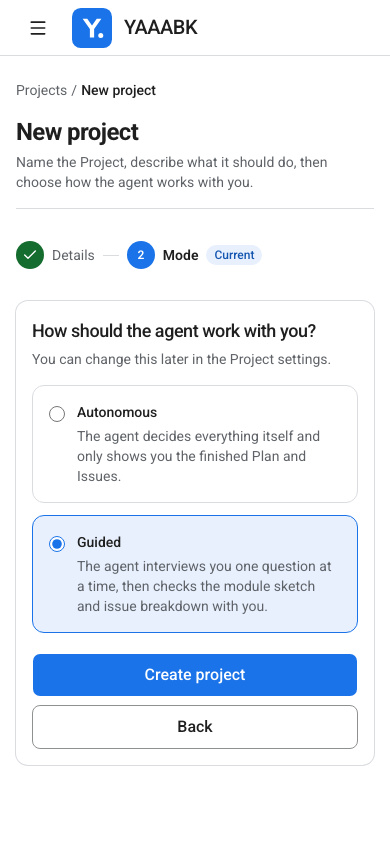 Y.
YAAABK
Projects / New project
New project
Name the Project, describe what it should do, then
choose how the agent works with you.
Details
2
Mode
Current
How should the agent work with you?
You can change this later in the Project settings.
Autonomous
The agent decides everything itself and
only shows you the finished Plan and
Issues.
Guided
The agent interviews you one question at
a time, then checks the module sketch
and issue breakdown with you.
Create project
Back